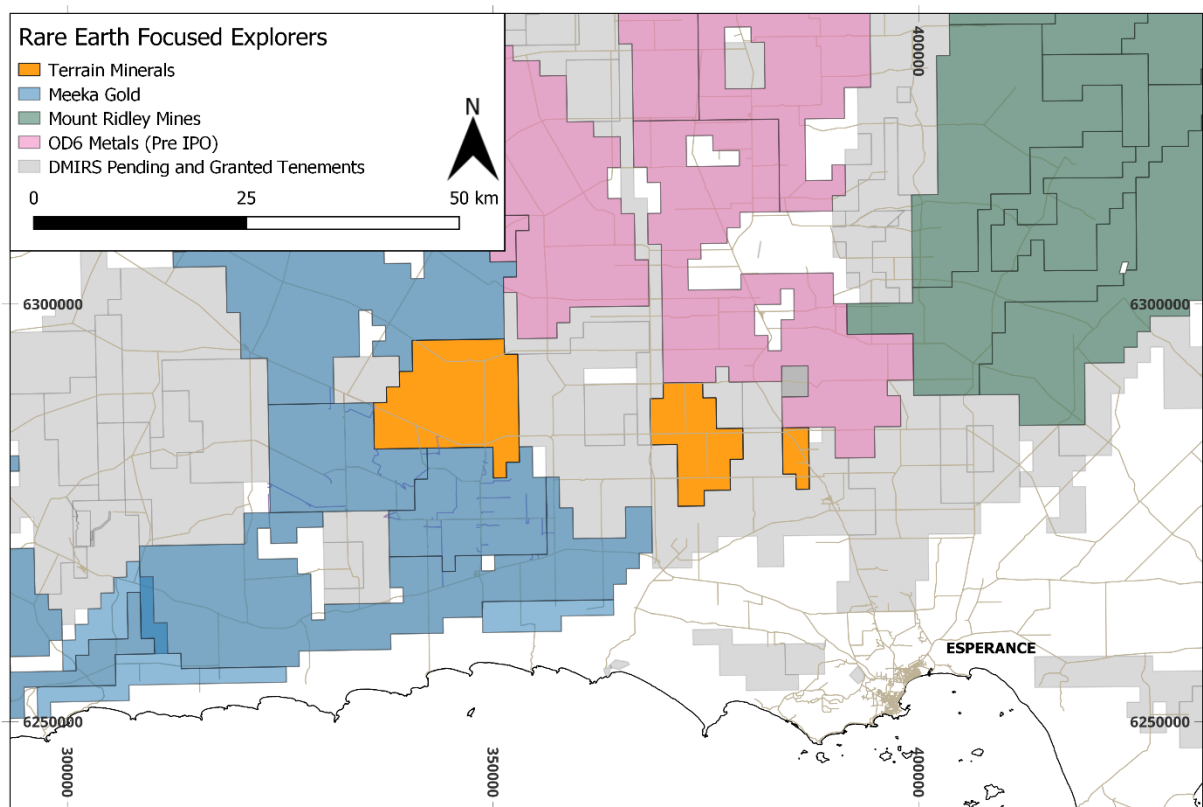 Rare Earth Focused Explorers
Terrain Minerals
Meeka Gold
Mount Ridley Mines
OD6 Metals (Pre IPO)
DMIRS Pending and Granted Tenements
N
0 25 50 km
400000
6300000 6300000
ESPERANCE
6250000 6250000
300000 350000 400000